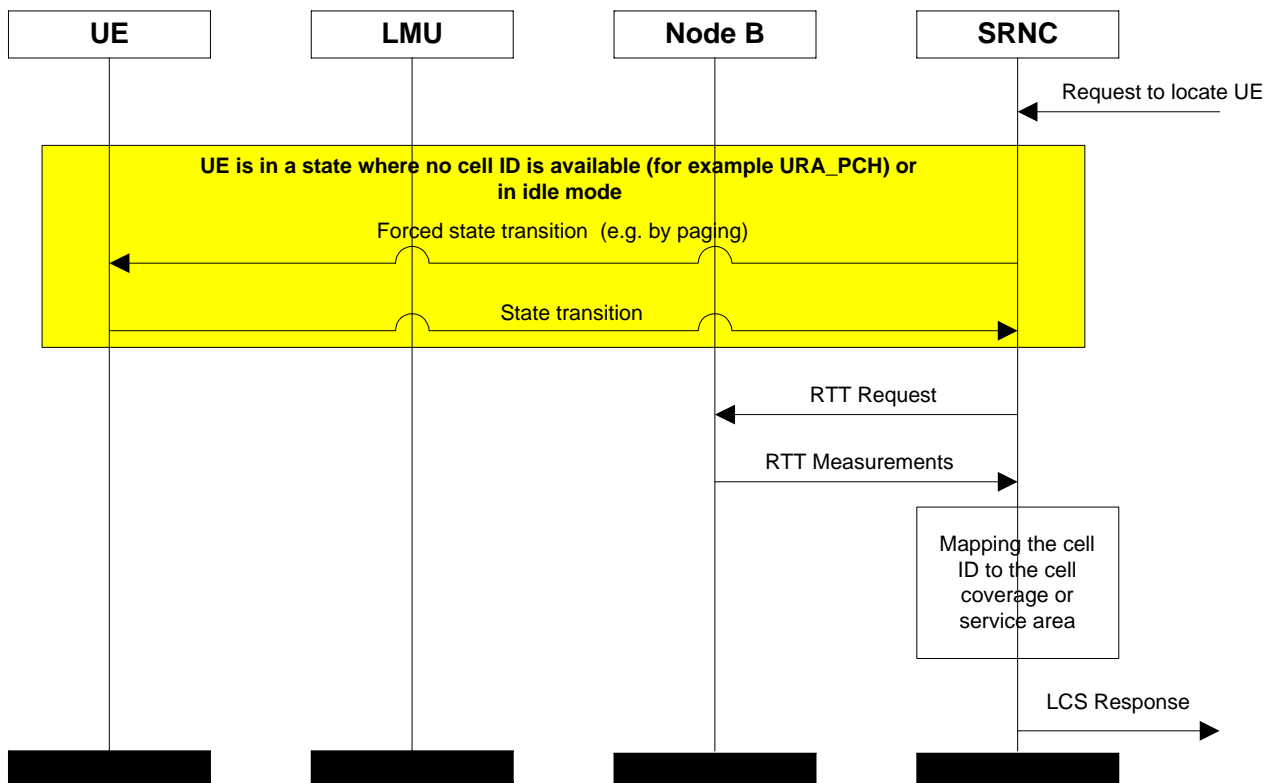 UE
LMU
Node B
SRNC
Request to locate UE
UE is in a state where no cell ID is available (for example URA_PCH) or
in idle mode
Forced state transition (e.g. by paging)
State transition
RTT Request
RTT Measurements
Mapping the cell
ID to the cell
coverage or
service area
LCS Response